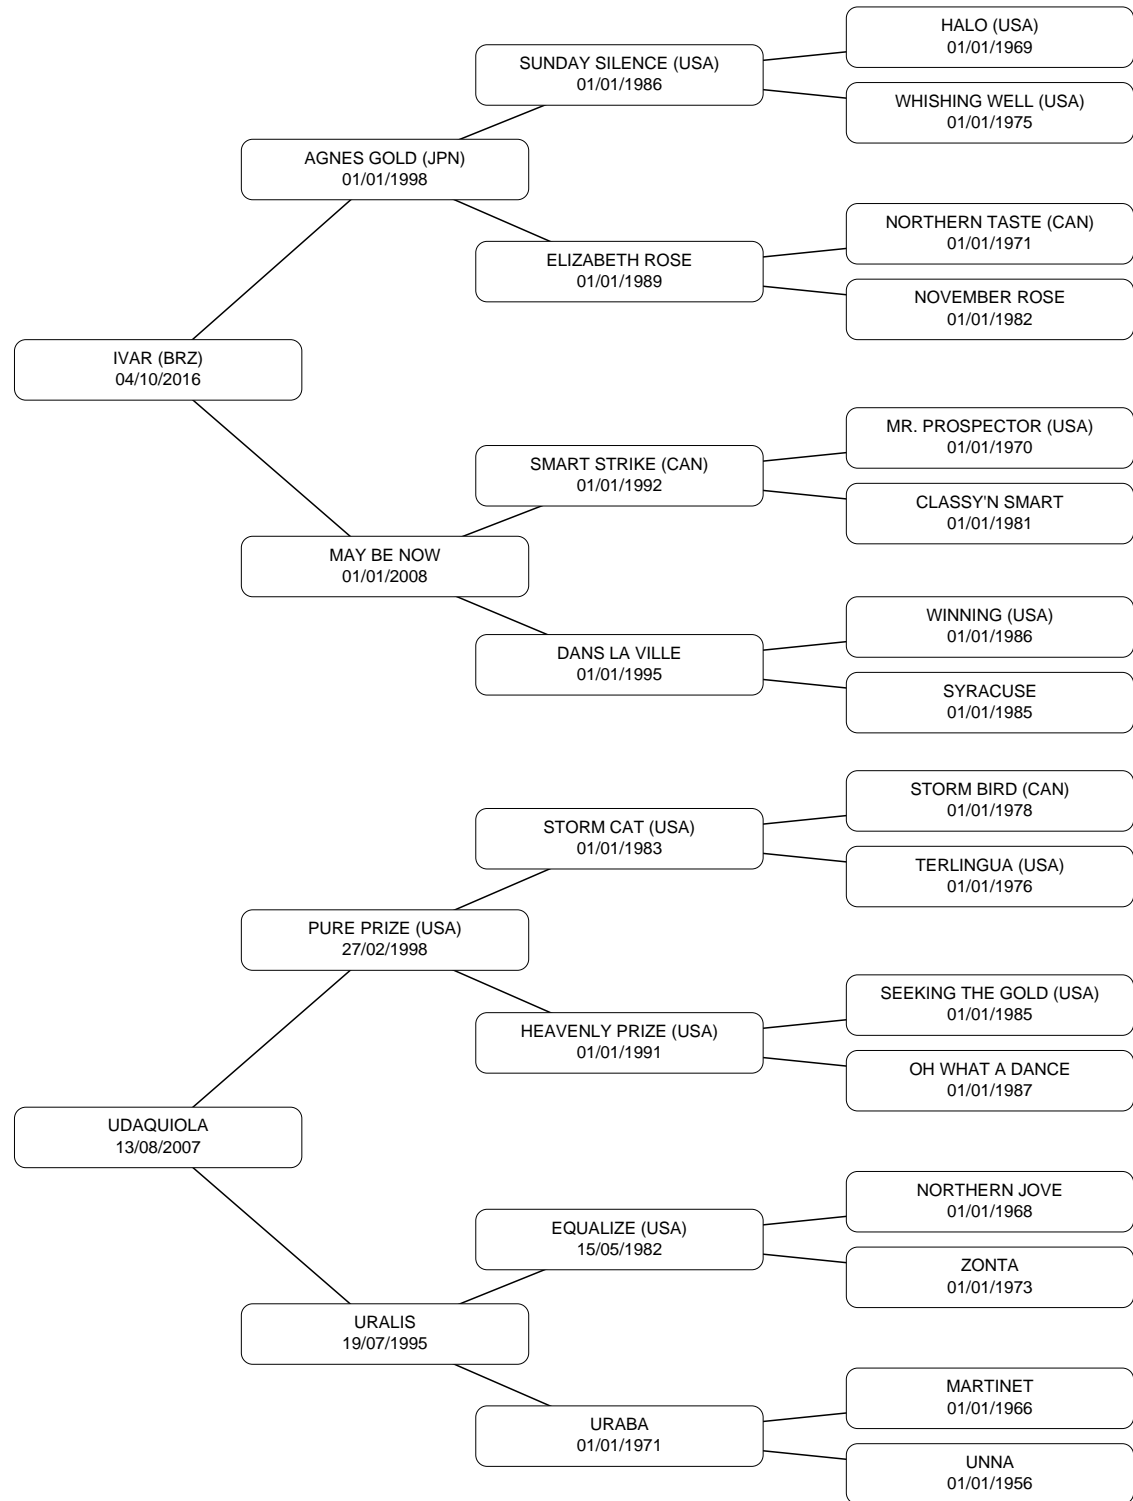 HALO (USA)
01/01/1969
SUNDAY SILENCE (USA)
01/01/1986
WHISHING WELL (USA)
01/01/1975
AGNES GOLD (JPN)
01/01/1998
NORTHERN TASTE (CAN)
01/01/1971
ELIZABETH ROSE
01/01/1989
NOVEMBER ROSE
01/01/1982
IVAR (BRZ)
04/10/2016
MR. PROSPECTOR (USA)
01/01/1970
SMART STRIKE (CAN)
01/01/1992
CLASSY'N SMART
01/01/1981
MAY BE NOW
01/01/2008
WINNING (USA)
01/01/1986
DANS LA VILLE
01/01/1995
SYRACUSE
01/01/1985
STORM BIRD (CAN)
01/01/1978
STORM CAT (USA)
01/01/1983
TERLINGUA (USA)
01/01/1976
PURE PRIZE (USA)
27/02/1998
SEEKING THE GOLD (USA)
01/01/1985
HEAVENLY PRIZE (USA)
01/01/1991
OH WHAT A DANCE
01/01/1987
UDAQUIOLA
13/08/2007
NORTHERN JOVE
01/01/1968
EQUALIZE (USA)
15/05/1982
ZONTA
01/01/1973
URALIS
19/07/1995
MARTINET
01/01/1966
URABA
01/01/1971
UNNA
01/01/1956